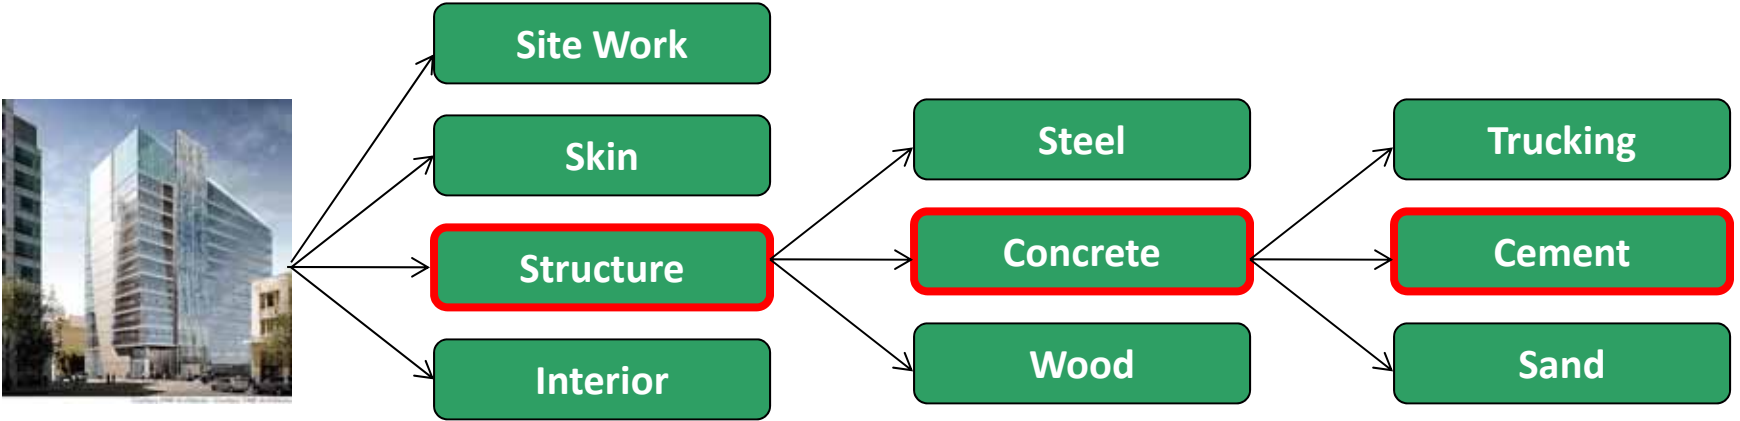 Site Work
Skin
Structure
Interior
Steel
Concrete
Wood
Trucking
Cement
Sand